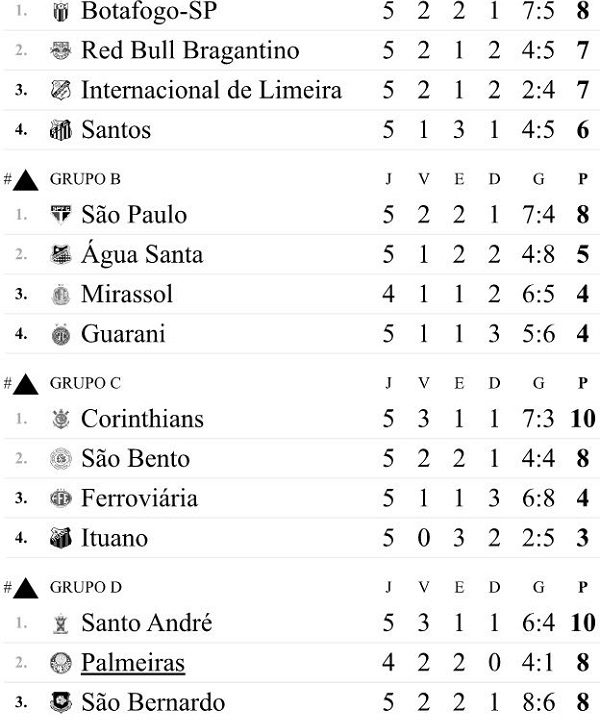 1. Botafogo-SP 5 2 2 1 7:5 8
2. Red Bull Bragantino 5 2 1 2 4:5 7
3. Internacional de Limeira 5 2 1 2 2:4 7
4. Santos 5 1 3 1 4:5 6
# GRUPO B J V E D G P
1. São Paulo 5 2 2 1 7:4 8
2. Água Santa 5 1 2 2 4:8 5
3. Mirassol 4 1 1 2 6:5 4
4. Guarani 5 1 1 3 5:6 4
# GRUPO C J V E D G P
1. Corinthians 5 3 1 1 7:3 10
2. São Bento 5 2 2 1 4:4 8
3. Ferroviária 5 1 1 3 6:8 4
4. Ituano 5 0 3 2 2:5 3
# GRUPO D J V E D G P
1. Santo André 5 3 1 1 6:4 10
2. Palmeiras 4 2 2 0 4:1 8
3. São Bernardo 5 2 2 1 8:6 8